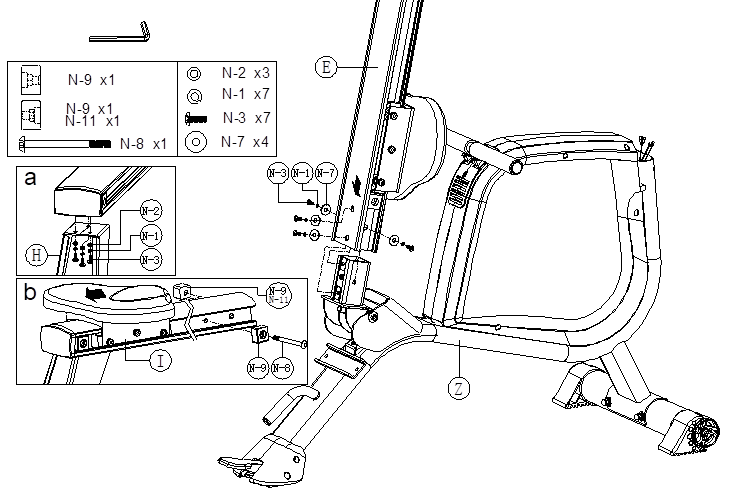 N-9 x1
N-9 x1
N-11 x1
N-8 x1
N-2 x3
N-1 x7
N-3 x7
N-7 x4
E
N-3
N-1
N-7
a
N-2
N-1
N-3
H
b
N-9
N-11
I
N-9
N-8
Z